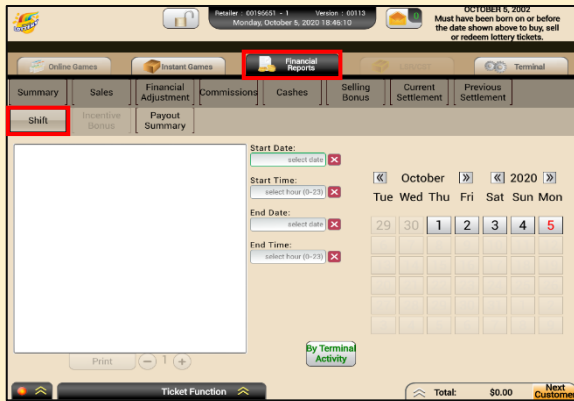 LOTTERY
Retailer : 00196651 - 1 Version : 00113
Monday, October 5, 2020 18:46:10
0
OCTOBER 5, 2002
Must have been born on or before
the date shown above to buy, sell
or redeem lottery tickets.
Online Games
Instant Games
Financial
Reports
Terminal
Summary
Sales
Financial
Adjustment
Commissions
Cashes
Selling
Bonus
Current
Settlement
Previous
Settlement
Shift
Incentive
Bonus
Payout
Summary
Start Date:
select date
Start Time:
select hour (0-23)
End Date:
select date
End Time:
select hour (0-23)
October 2020
Tue Wed Thu Fri Sat Sun Mon
29 30 1 2 3 4 5
By Terminal
Activity
Print
1
Ticket Function
Total: $0.00
Next
Customer